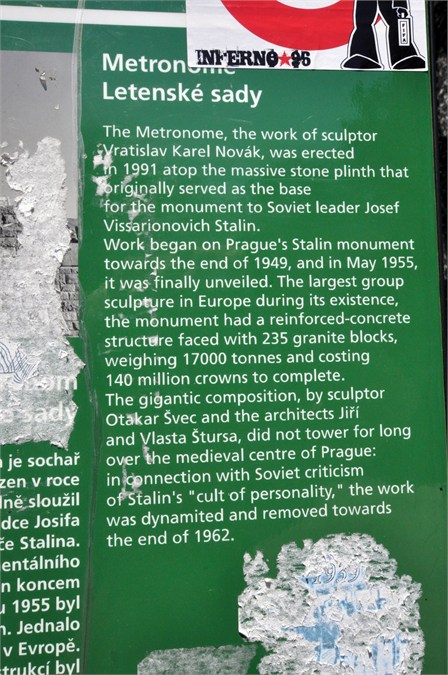 INFERNO★96
Metronome
Letenské sady
The Metronome, the work of sculptor
Vratislav Karel Novák, was erected
in 1991 atop the massive stone plinth that
originally served as the base
for the monument to Soviet leader Josef
Vissarionovich Stalin.
Work began on Prague's Stalin monument
towards the end of 1949, and in May 1955,
it was finally unveiled. The largest group
sculpture in Europe during its existence,
the monument had a reinforced-concrete
structure faced with 235 granite blocks,
weighing 17000 tonnes and costing
140 million crowns to complete.
The gigantic composition, by sculptor
Otakar Švec and the architects Jiří
and Vlasta Štursa, did not tower for long
over the medieval centre of Prague:
in connection with Soviet criticism
of Stalin's "cult of personality," the work
was dynamited and removed towards
the end of 1962.
nom
é sady
je sochař
zen v roce
lně sloužil
dce Josifa
če Stalina.
nentálního
n koncem
u 1955 byl
n. Jednalo
v Evropě.
strukcí byl